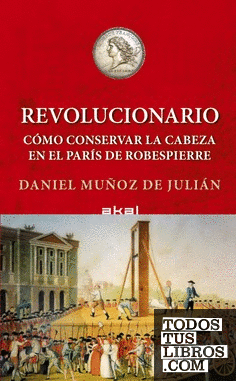 REVOLUCIONARIO
CÓMO CONSERVAR LA CABEZA
EN EL PARÍS DE ROBESPIERRE
DANIEL MUÑOZ DE JULIÁN
akal
TODOS
TUS
LIBROS
.COM